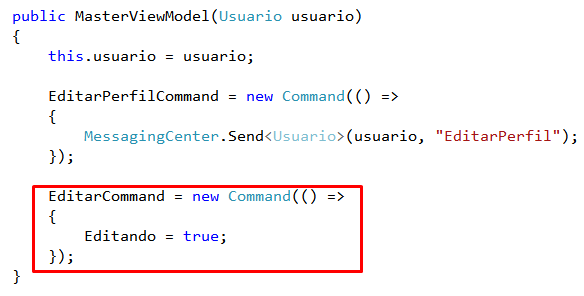 public MasterViewModel(Usuario usuario)
{
    this.usuario = usuario;

    EditarPerfilCommand = new Command(() =>
    {
        MessagingCenter.Send<Usuario>(usuario, "EditarPerfil");
    });

    EditarCommand = new Command(() =>
    {
        Editando = true;
    });
}